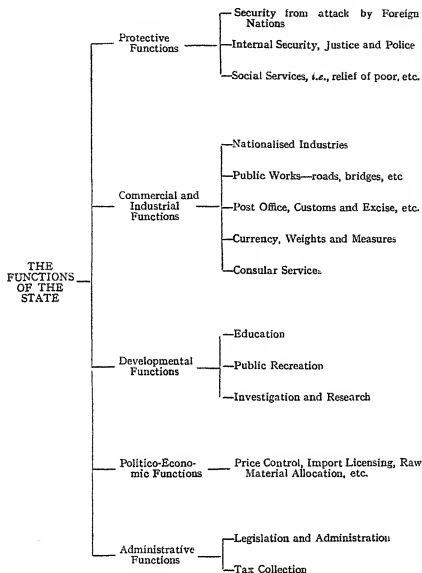 Security from attack by Foreign
Nations
Protective
Functions
Internal Security, Justice and Police
Social Services, i.e., relief of poor, etc.
Nationalised Industries
Public Works—roads, bridges, etc
Commercial and
Industrial
Functions
Post Office, Customs and Excise, etc.
Currency, Weights and Measures
Consular Services
THE
FUNCTIONS
OF THE
STATE
Education
Developmental
Functions
Public Recreation
Investigation and Research
Politico-Econo-
mic Functions
Price Control, Import Licensing, Raw
Material Allocation, etc.
Legislation and Administration
Administrative
Functions
Tax Collection